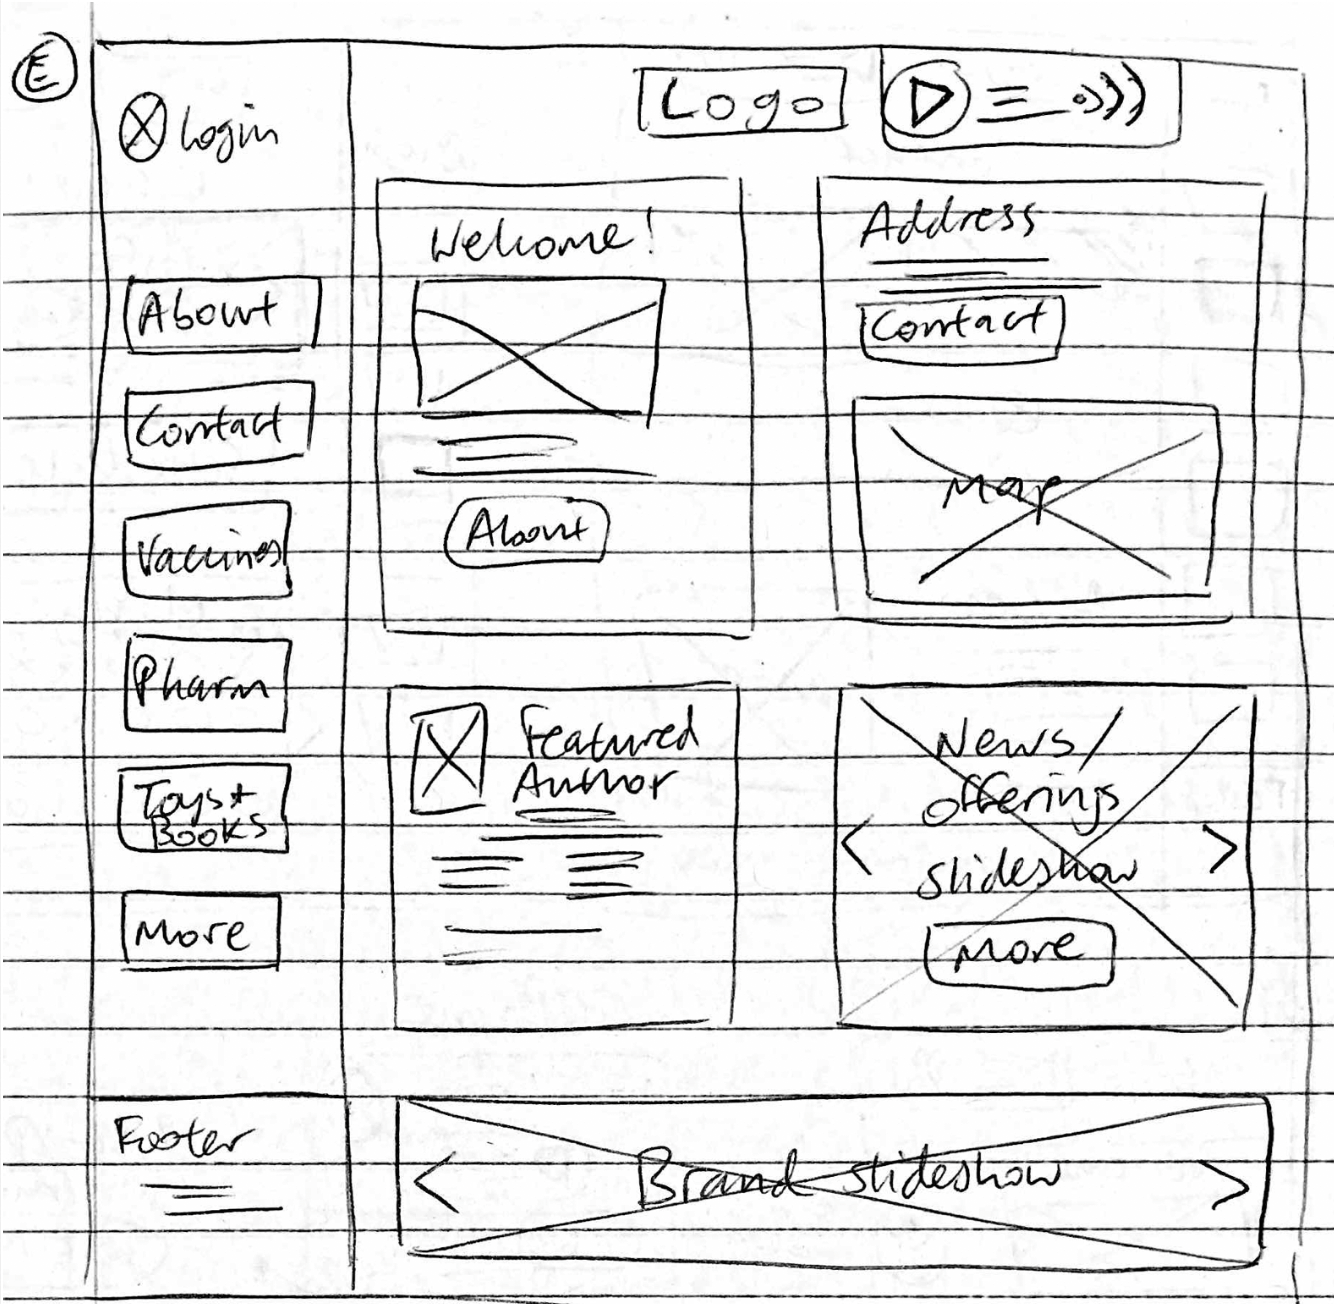 E
Login
About
Contact
Vaccines
Pharm
Toys+
Books
More
Footer
Logo
Welcome!
About
Address
Contact
Map
Featured
Author
News/
offerings
slideshow
More
Brand slideshow